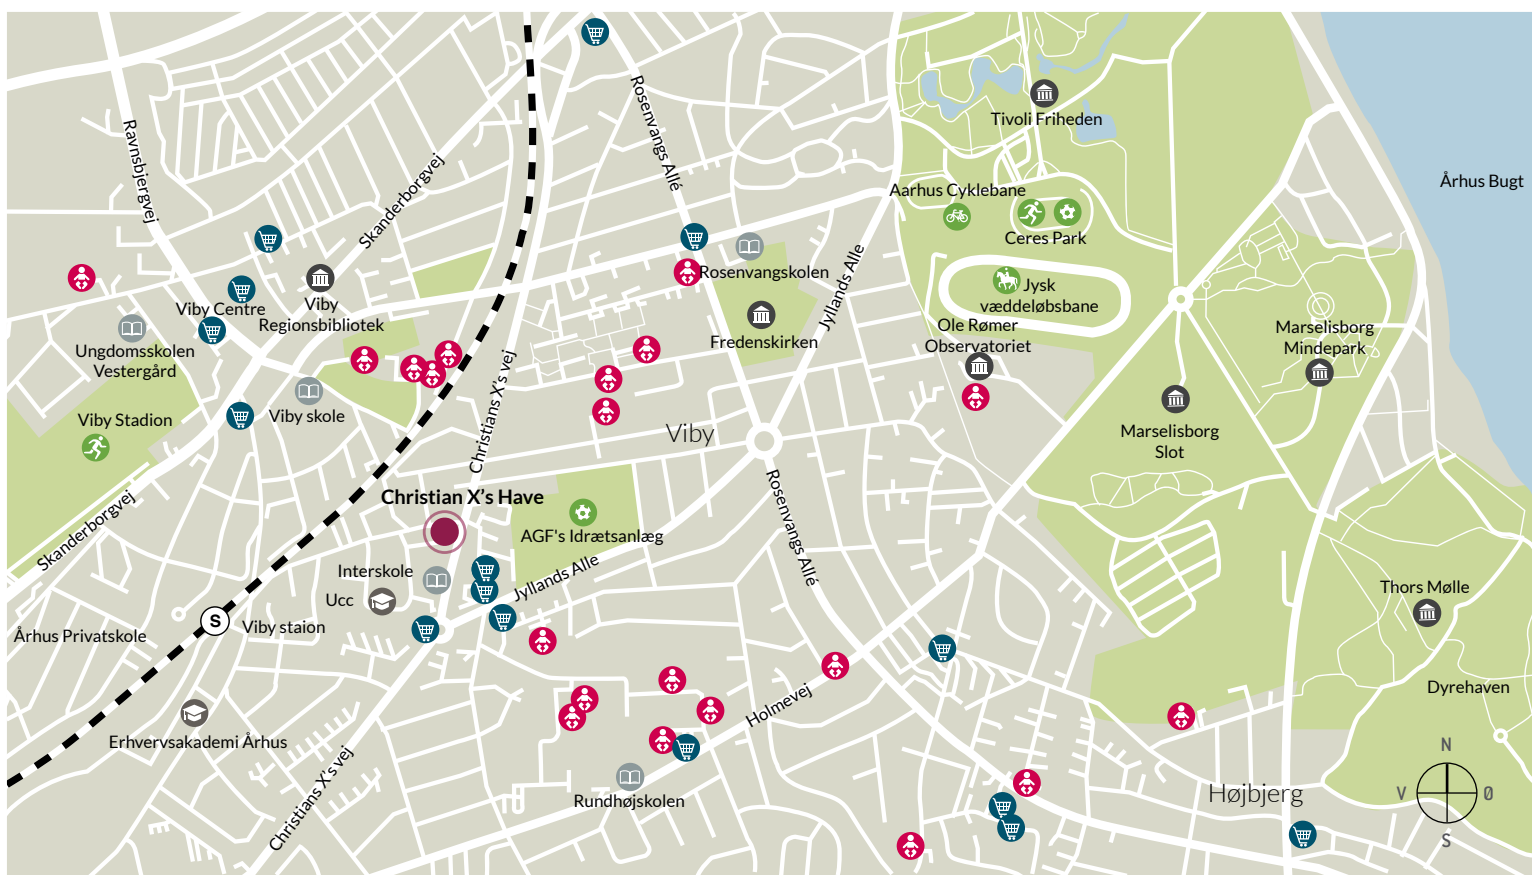 Rosenvangs Allé
Tivoli Friheden
Ravnsbjergvej
Skanderborgvej
Århus Bugt
Aarhus Cyklebane
Ceres Park
Rosenvangskolen
Jyllands Alle
Jysk
væddeløbsbane
Viby Centre
Viby
Regionsbibliotek
Ungdomsskolen
Vestergård
Fredenskirken
Ole Rømer
Observatoriet
Marselisborg
Mindepark
Christians X's vej
Viby skole
Viby Stadion
Viby
Marselisborg
Slot
Christian X’s Have
Skanderborgvej
AGF's Idrætsanlæg
Rosenvangs Allé
Interskole
Jyllands Alle
Ucc
Thors Mølle
S
Viby staion
Århus Privatskole
Holmevej
Dyrehaven
Erhvervsakademi Århus
Christians X's vej
Rundhøjskolen
Højbjerg
N
V
Ø
S